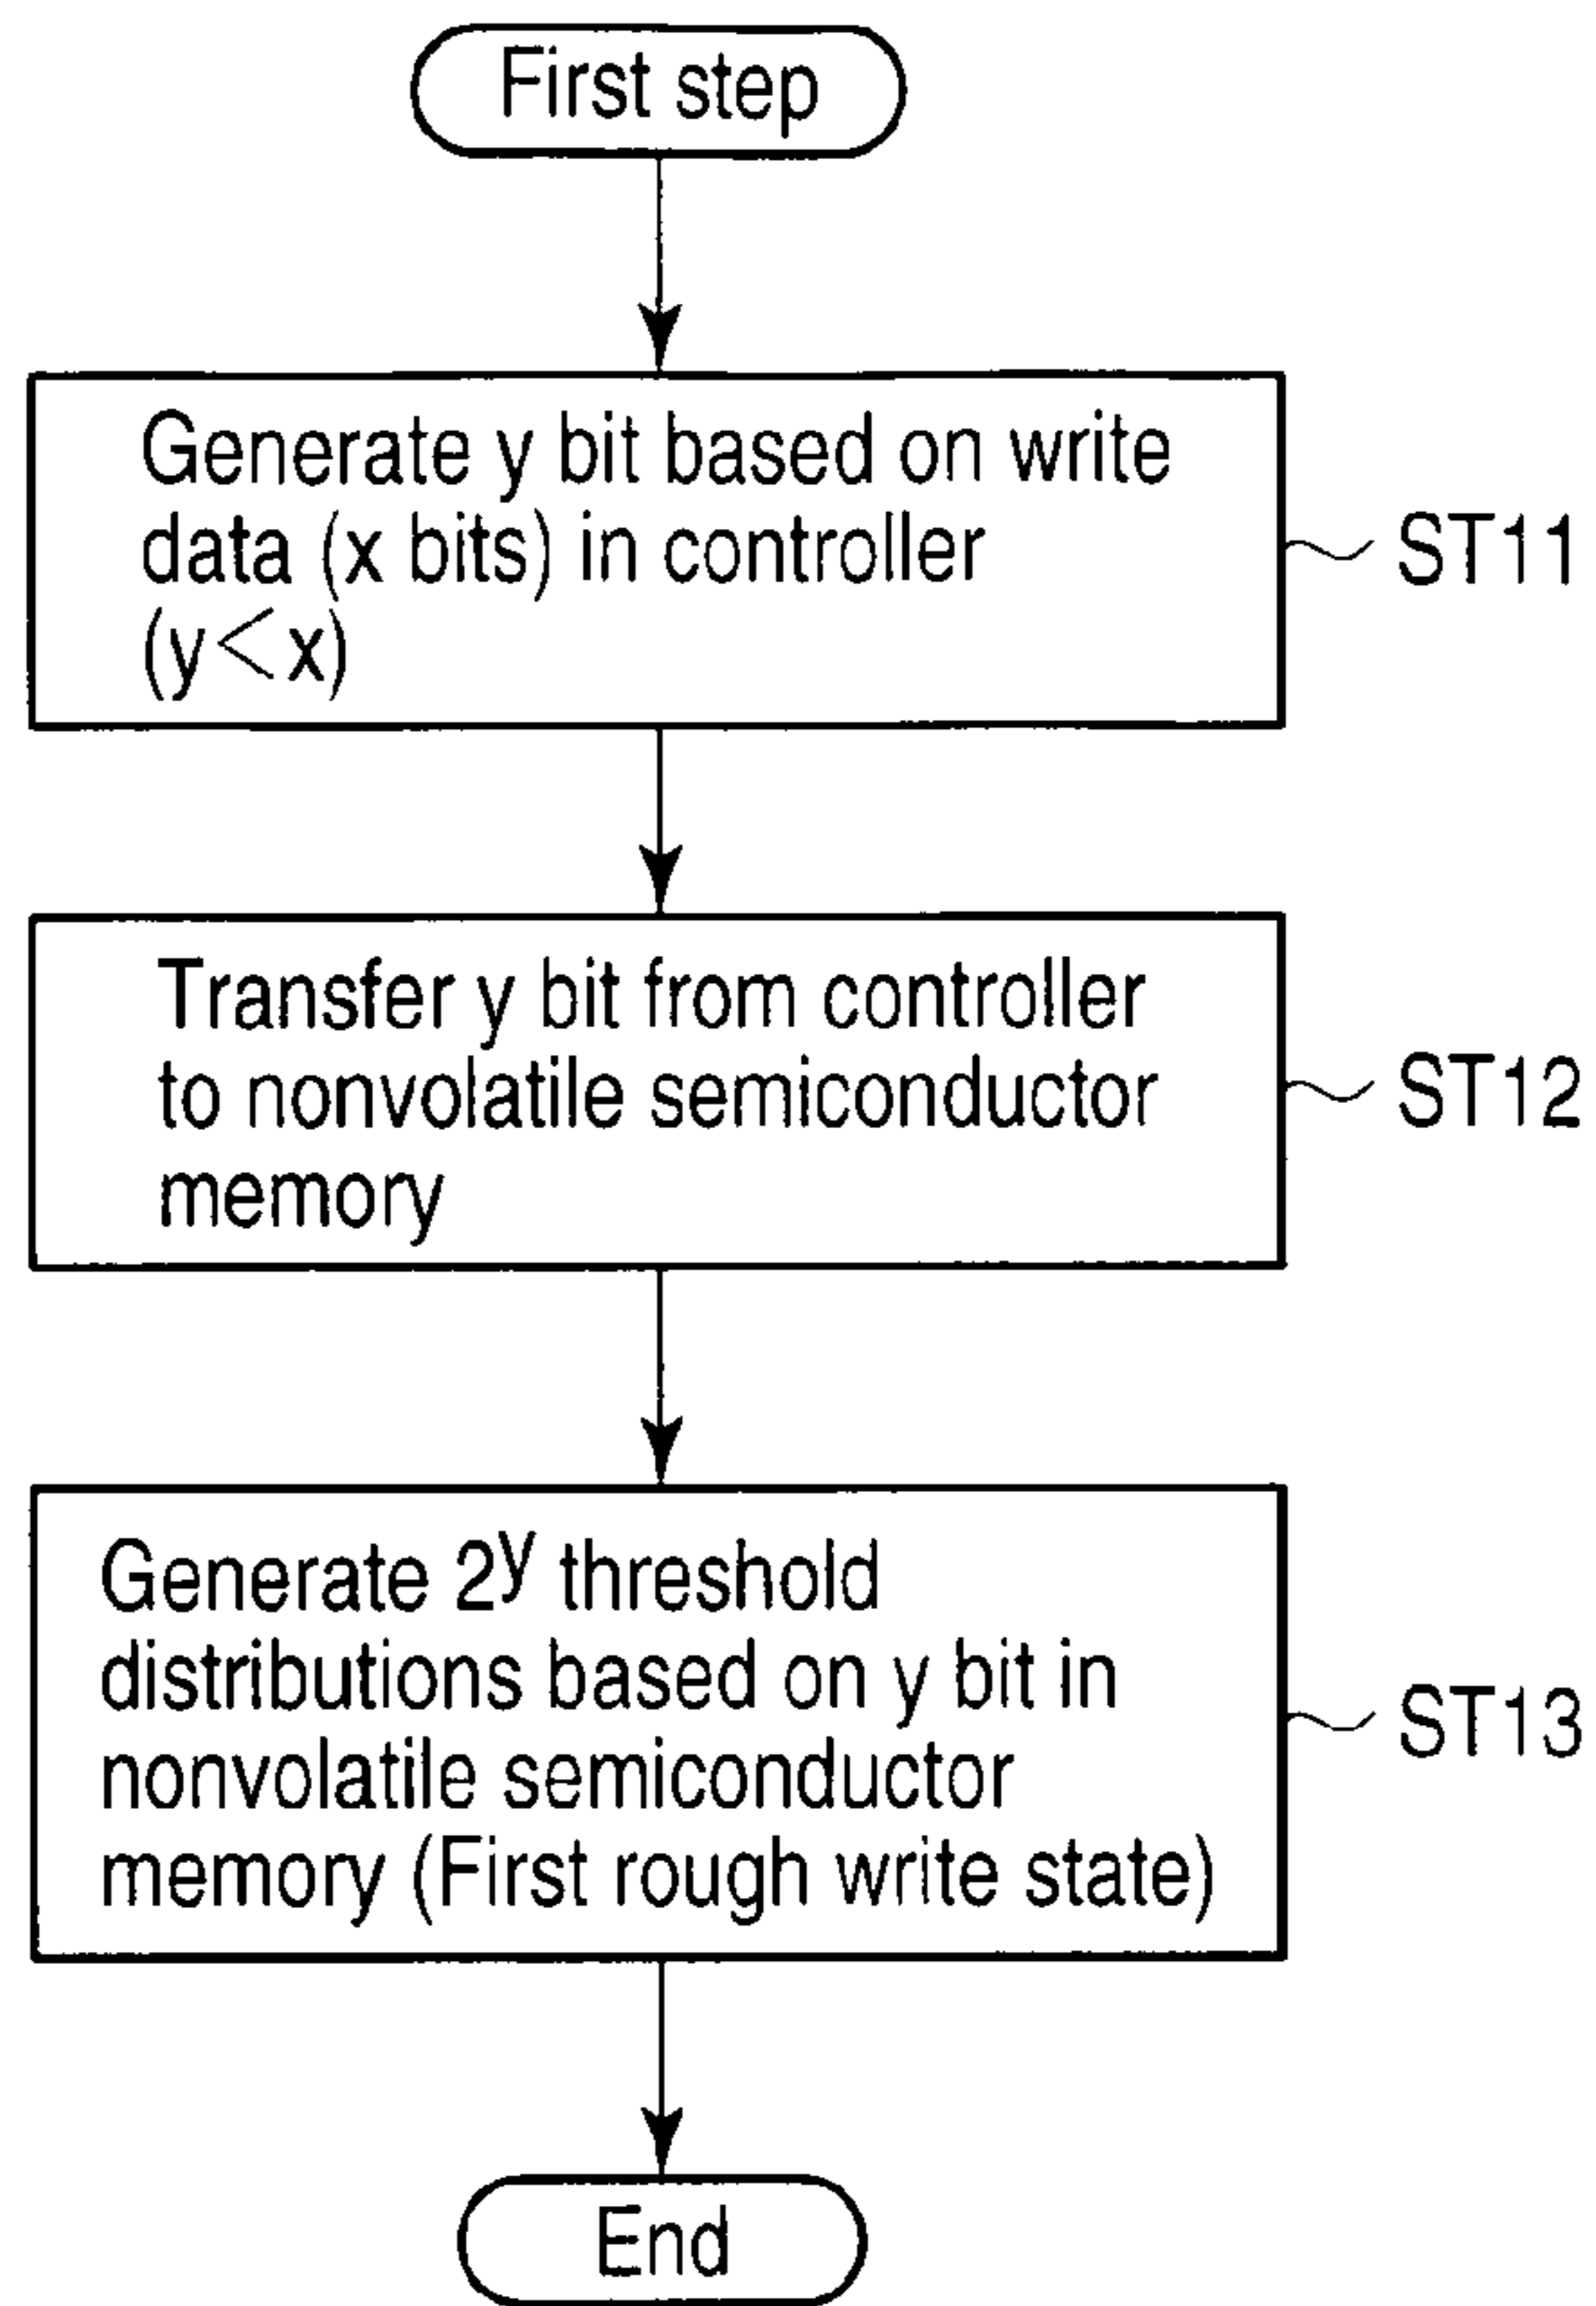 First step
Generate y bit based on write
data (x bits) in controller
(y<x)
ST11
Transfer y bit from controller
to nonvolatile semiconductor
memory
ST12
Generate 2^y threshold
distributions based on y bit in
nonvolatile semiconductor
memory (First rough write state)
ST13
End